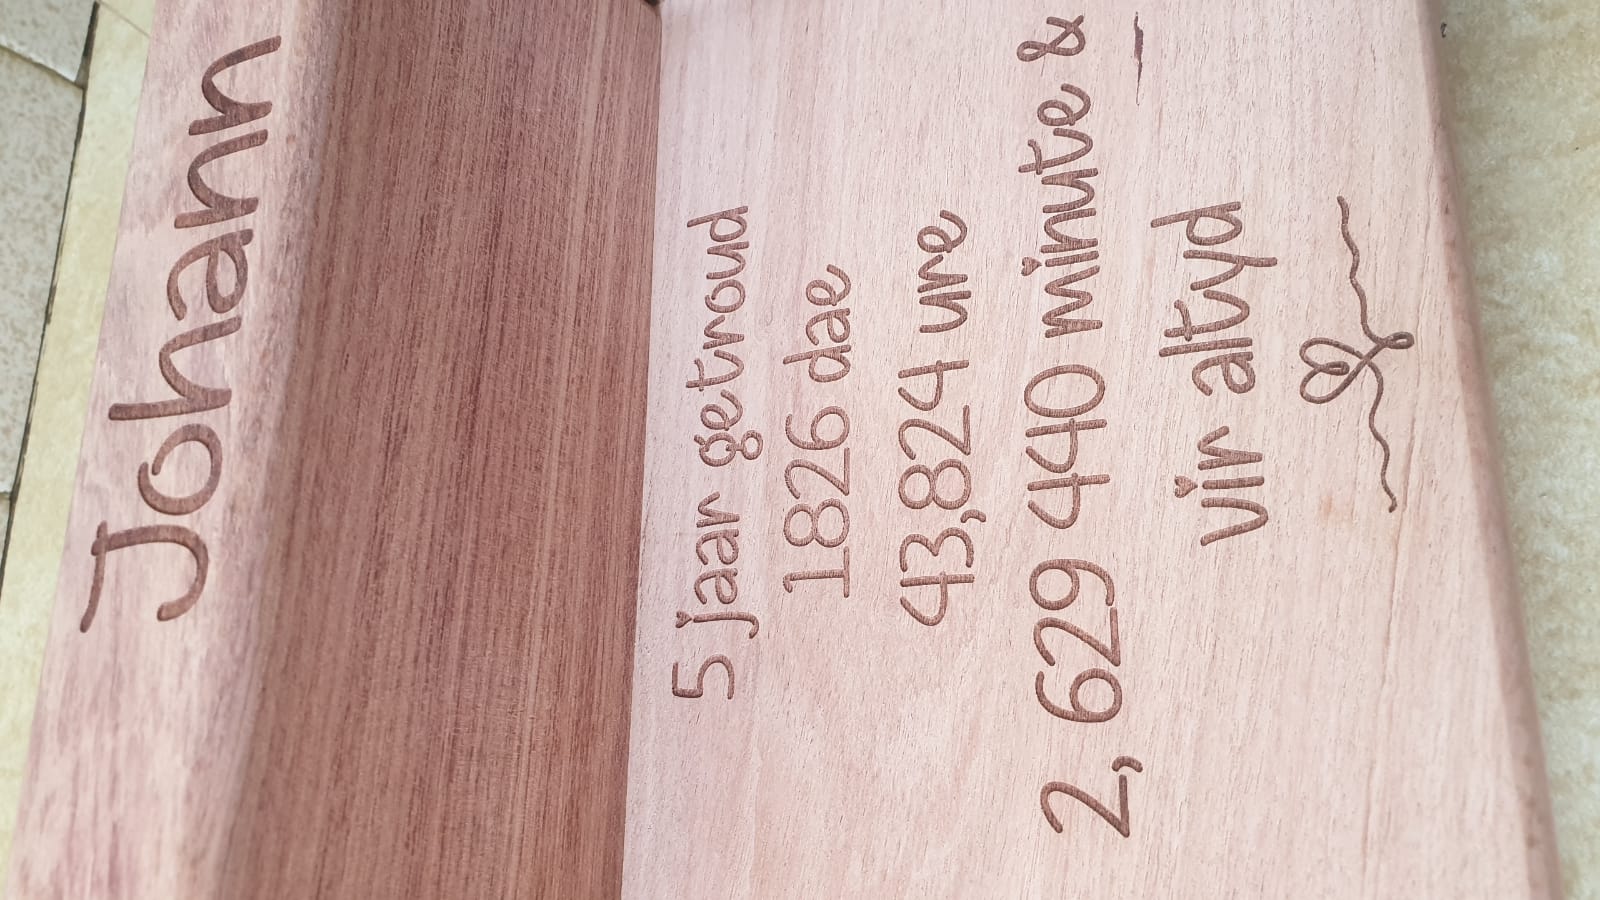 Johann
5 jaar getroud
1826 dae
43,824 ure
2, 629 440 minute &
vir altyd